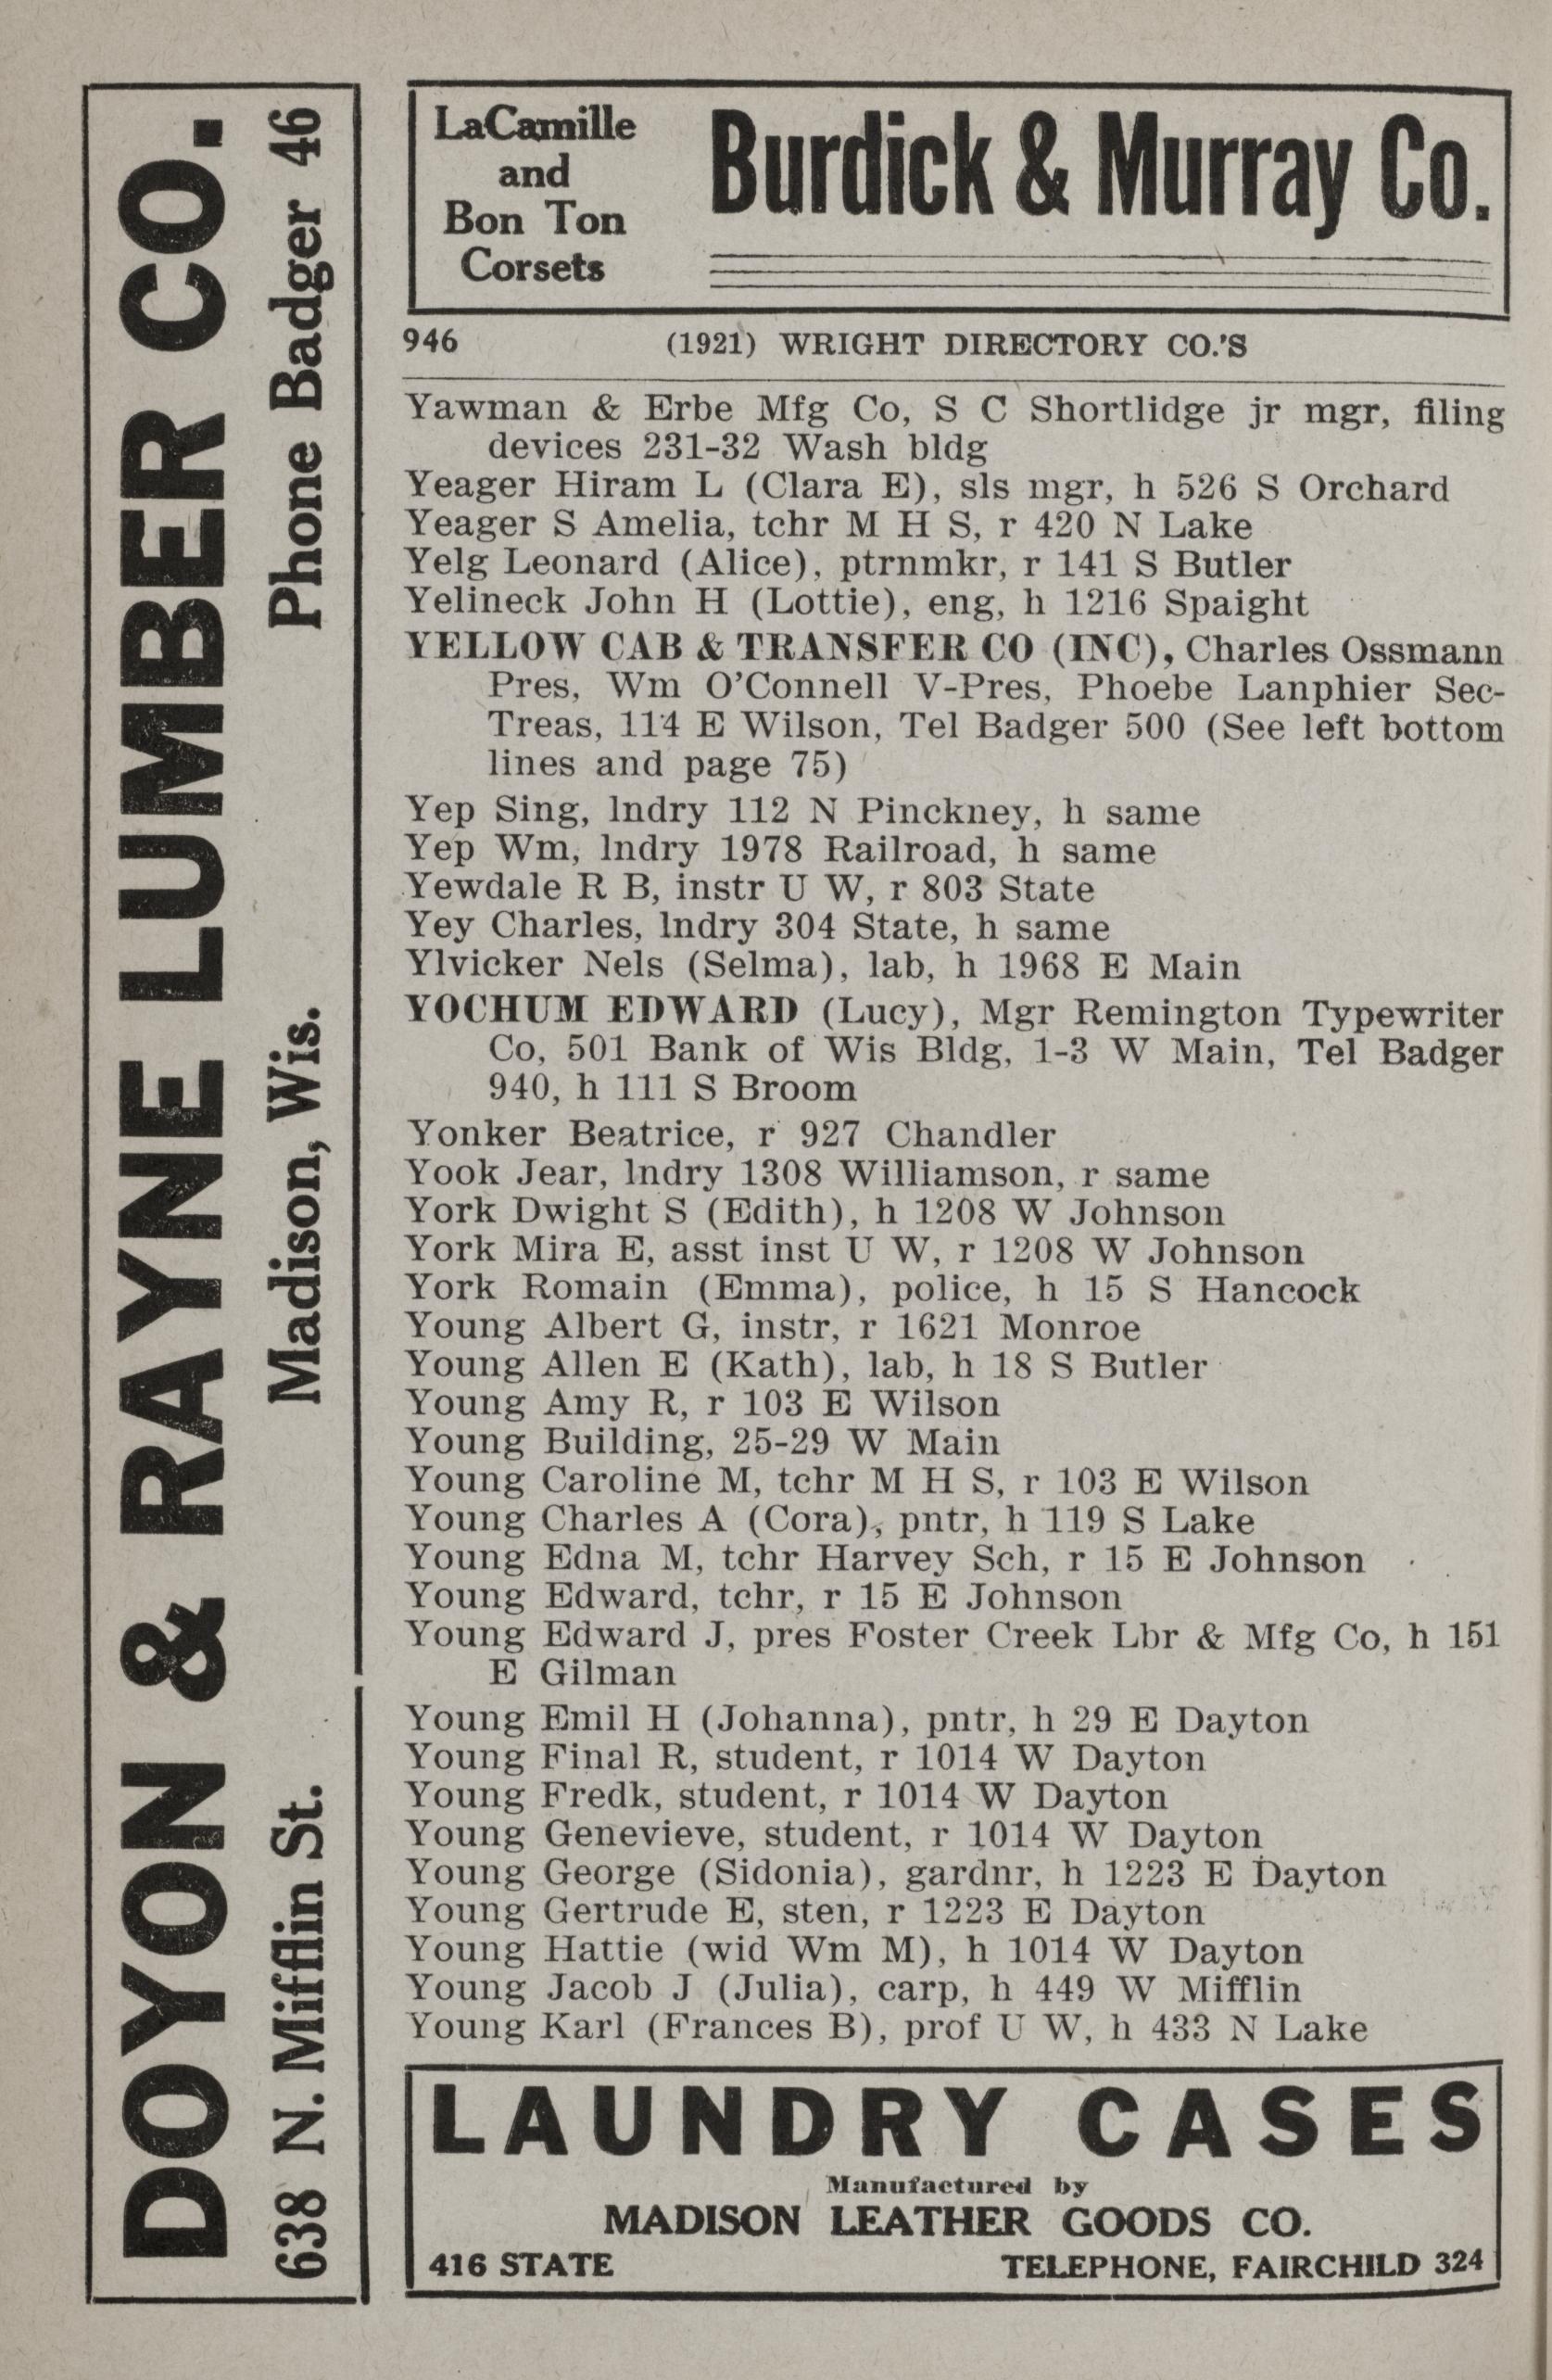 DOYON & RAYNE LUMBER CO.
638 N. Mifflin St. Madison, Wis. Phone Badger 46
LaCamille
and
Bon Ton
Corsets
Burdick & Murray Co.
946 (1921) WRIGHT DIRECTORY CO.'S
Yawman & Erbe Mfg Co, S C Shortlidge jr mgr, filing
devices 231-32 Wash bldg
Yeager Hiram L (Clara E), sls mgr, h 526 S Orchard
Yeager S Amelia, tchr M H S, r 420 N Lake
Yelg Leonard (Alice), ptrnmkr, r 141 S Butler
Yelineck John H (Lottie), eng, h 1216 Spaight
YELLOW CAB & TRANSFER CO (INC), Charles Ossmann
Pres, Wm O'Connell V-Pres, Phoebe Lanphier Sec-
Treas, 114 E Wilson, Tel Badger 500 (See left bottom
lines and page 75)
Yep Sing, lndry 112 N Pinckney, h same
Yep Wm, lndry 1978 Railroad, h same
Yewdale R B, instr U W, r 803 State
Yey Charles, lndry 304 State, h same
Ylvicker Nels (Selma), lab, h 1968 E Main
YOCHUM EDWARD (Lucy), Mgr Remington Typewriter
Co, 501 Bank of Wis Bldg, 1-3 W Main, Tel Badger
940, h 111 S Broom
Yonker Beatrice, r 927 Chandler
Yook Jear, lndry 1308 Williamson, r same
York Dwight S (Edith), h 1208 W Johnson
York Mira E, asst inst U W, r 1208 W Johnson
York Romain (Emma), police, h 15 S Hancock
Young Albert G, instr, r 1621 Monroe
Young Allen E (Kath), lab, h 18 S Butler
Young Amy R, r 103 E Wilson
Young Building, 25-29 W Main
Young Caroline M, tchr M H S, r 103 E Wilson
Young Charles A (Cora), pntr, h 119 S Lake
Young Edna M, tchr Harvey Sch, r 15 E Johnson
Young Edward, tchr, r 15 E Johnson
Young Edward J, pres Foster Creek Lbr & Mfg Co, h 151
E Gilman
Young Emil H (Johanna), pntr, h 29 E Dayton
Young Final R, student, r 1014 W Dayton
Young Fredk, student, r 1014 W Dayton
Young Genevieve, student, r 1014 W Dayton
Young George (Sidonia), gardnr, h 1223 E Dayton
Young Gertrude E, sten, r 1223 E Dayton
Young Hattie (wid Wm M), h 1014 W Dayton
Young Jacob J (Julia), carp, h 449 W Mifflin
Young Karl (Frances B), prof U W, h 433 N Lake
LAUNDRY CASES
Manufactured by
MADISON LEATHER GOODS CO.
416 STATE TELEPHONE, FAIRCHILD 324